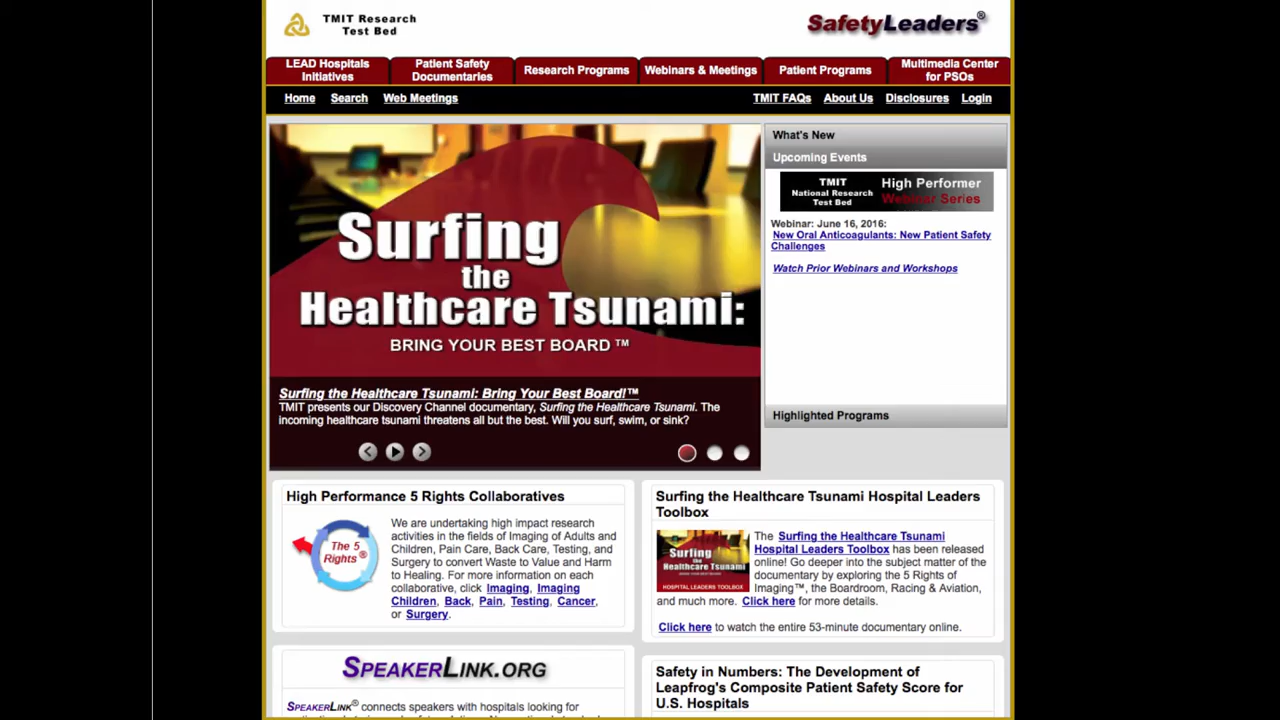 TMIT Research
Test Bed
SafetyLeaders®
LEAD Hospitals
Initiatives
Patient Safety
Documentaries
Research Programs
Webinars & Meetings
Patient Programs
Multimedia Center
for PSOs
Home
Search
Web Meetings
TMIT FAQs
About Us
Disclosures
Login
Surfing
the
Healthcare Tsunami:
BRING YOUR BEST BOARD ™
Surfing the Healthcare Tsunami: Bring Your Best Board!™
TMIT presents our Discovery Channel documentary, Surfing the Healthcare Tsunami. The
incoming healthcare tsunami threatens all but the best. Will you surf, swim, or sink?
What's New
Upcoming Events
TMIT
National Research
Test Bed
High Performer
Webinar Series
Webinar: June 16, 2016:
New Oral Anticoagulants: New Patient Safety
Challenges
Watch Prior Webinars and Workshops
Highlighted Programs
High Performance 5 Rights Collaboratives
The 5
Rights®
We are undertaking high impact research
activities in the fields of Imaging of Adults and
Children, Pain Care, Back Care, Testing, and
Surgery to convert Waste to Value and Harm
to Healing. For more information on each
collaborative, click Imaging, Imaging
Children, Back, Pain, Testing, Cancer,
or Surgery.
Surfing the Healthcare Tsunami Hospital Leaders
Toolbox
Surfing
the
Healthcare Tsunami
HOSPITAL LEADERS TOOLBOX
The Surfing the Healthcare Tsunami
Hospital Leaders Toolbox has been released
online! Go deeper into the subject matter of the
documentary by exploring the 5 Rights of
Imaging™, the Boardroom, Racing & Aviation,
and much more. Click here for more details.
Click here to watch the entire 53-minute documentary online.
SPEAKERLINK.ORG
SPEAKERLINK® connects speakers with hospitals looking for
Safety in Numbers: The Development of
Leapfrog's Composite Patient Safety Score for
U.S. Hospitals